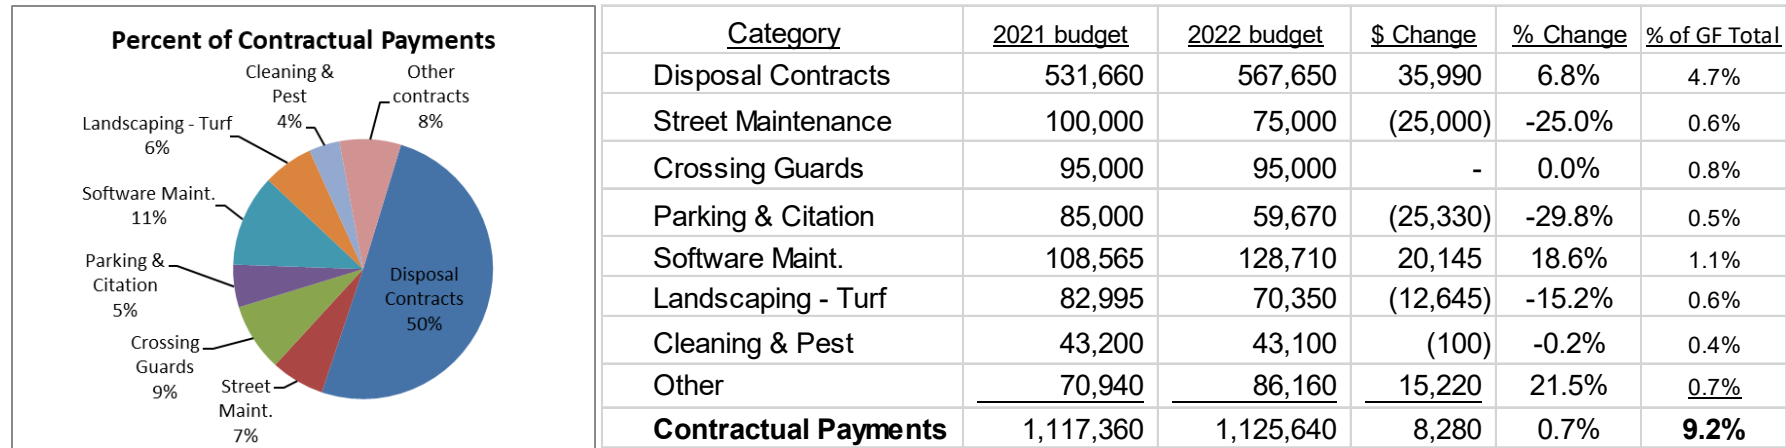 Percent of Contractual Payments
Cleaning &
Pest
4%
Other
contracts
8%
Landscaping - Turf
6%
Software Maint.
11%
Parking &
Citation
5%
Crossing
Guards
9%
Street
Maint.
7%
Disposal
Contracts
50%
Category 2021 budget 2022 budget $ Change % Change % of GF Total
Disposal Contracts 531,660 567,650 35,990 6.8% 4.7%
Street Maintenance 100,000 75,000 (25,000) -25.0% 0.6%
Crossing Guards 95,000 95,000 - 0.0% 0.8%
Parking & Citation 85,000 59,670 (25,330) -29.8% 0.5%
Software Maint. 108,565 128,710 20,145 18.6% 1.1%
Landscaping - Turf 82,995 70,350 (12,645) -15.2% 0.6%
Cleaning & Pest 43,200 43,100 (100) -0.2% 0.4%
Other 70,940 86,160 15,220 21.5% 0.7%
Contractual Payments 1,117,360 1,125,640 8,280 0.7% 9.2%